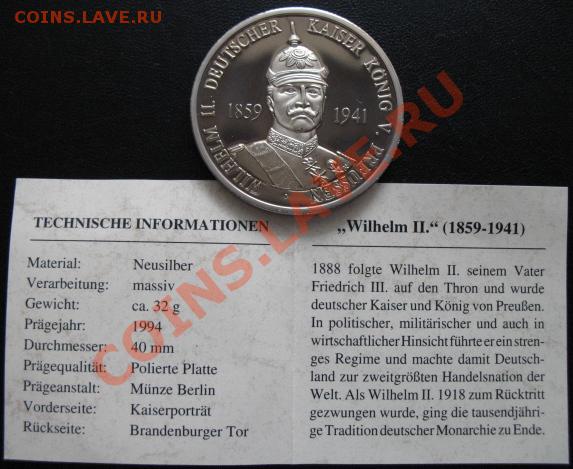 COINS.LAVE.RU
WILHELM II. DEUTSCHER KAISER KÖNIG V. PREUSSEN
1859 1941
TECHNISCHE INFORMATIONEN
Material: Neusilber
Verarbeitung: massiv
Gewicht: ca. 32 g
Prägejahr: 1994
Durchmesser: 40 mm
Prägequalität: Polierte Platte
Prägeanstalt: Münze Berlin
Vorderseite: Kaiserporträt
Rückseite: Brandenburger Tor
„Wilhelm II.“ (1859-1941)
1888 folgte Wilhelm II. seinem Vater
Friedrich III. auf den Thron und wurde
deutscher Kaiser und König von Preußen.
In politischer, militärischer und auch in
wirtschaftlicher Hinsicht führte er ein stren-
ges Regime und machte damit Deutsch-
land zur zweitgrößten Handelsnation der
Welt. Als Wilhelm II. 1918 zum Rücktritt
gezwungen wurde, ging die tausendjähri-
ge Tradition deutscher Monarchie zu Ende.
COINS.LAVE.RU
COINS.LAVE.RU